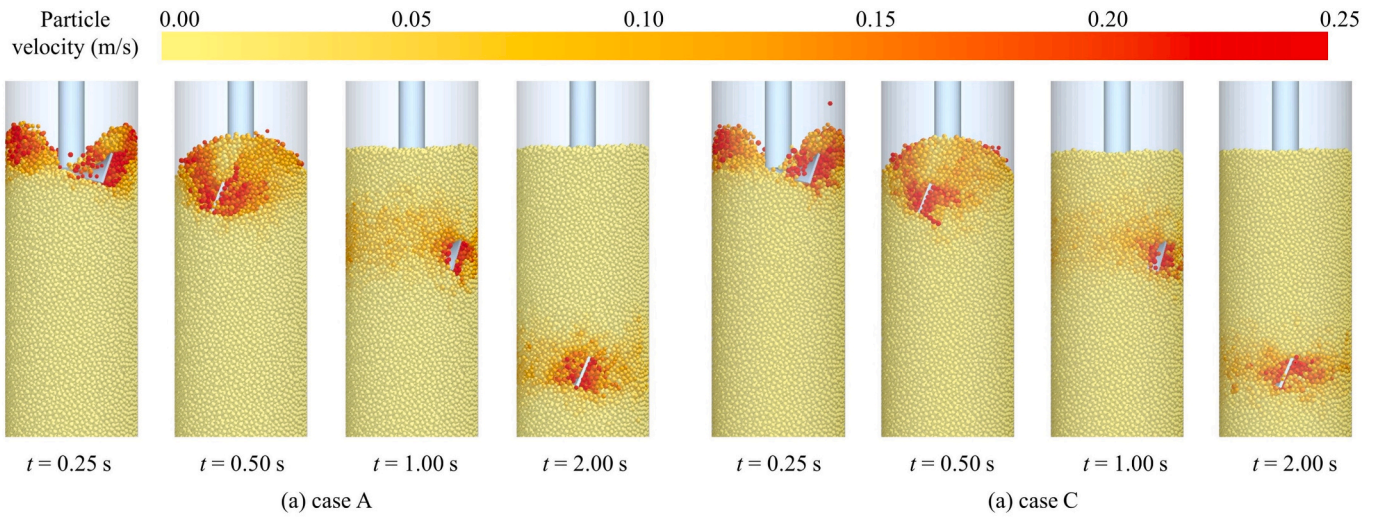 Particle
velocity (m/s)
0.00 0.05 0.10 0.15 0.20 0.25
t = 0.25 s t = 0.50 s t = 1.00 s t = 2.00 s t = 0.25 s t = 0.50 s t = 1.00 s t = 2.00 s
(a) case A (a) case C